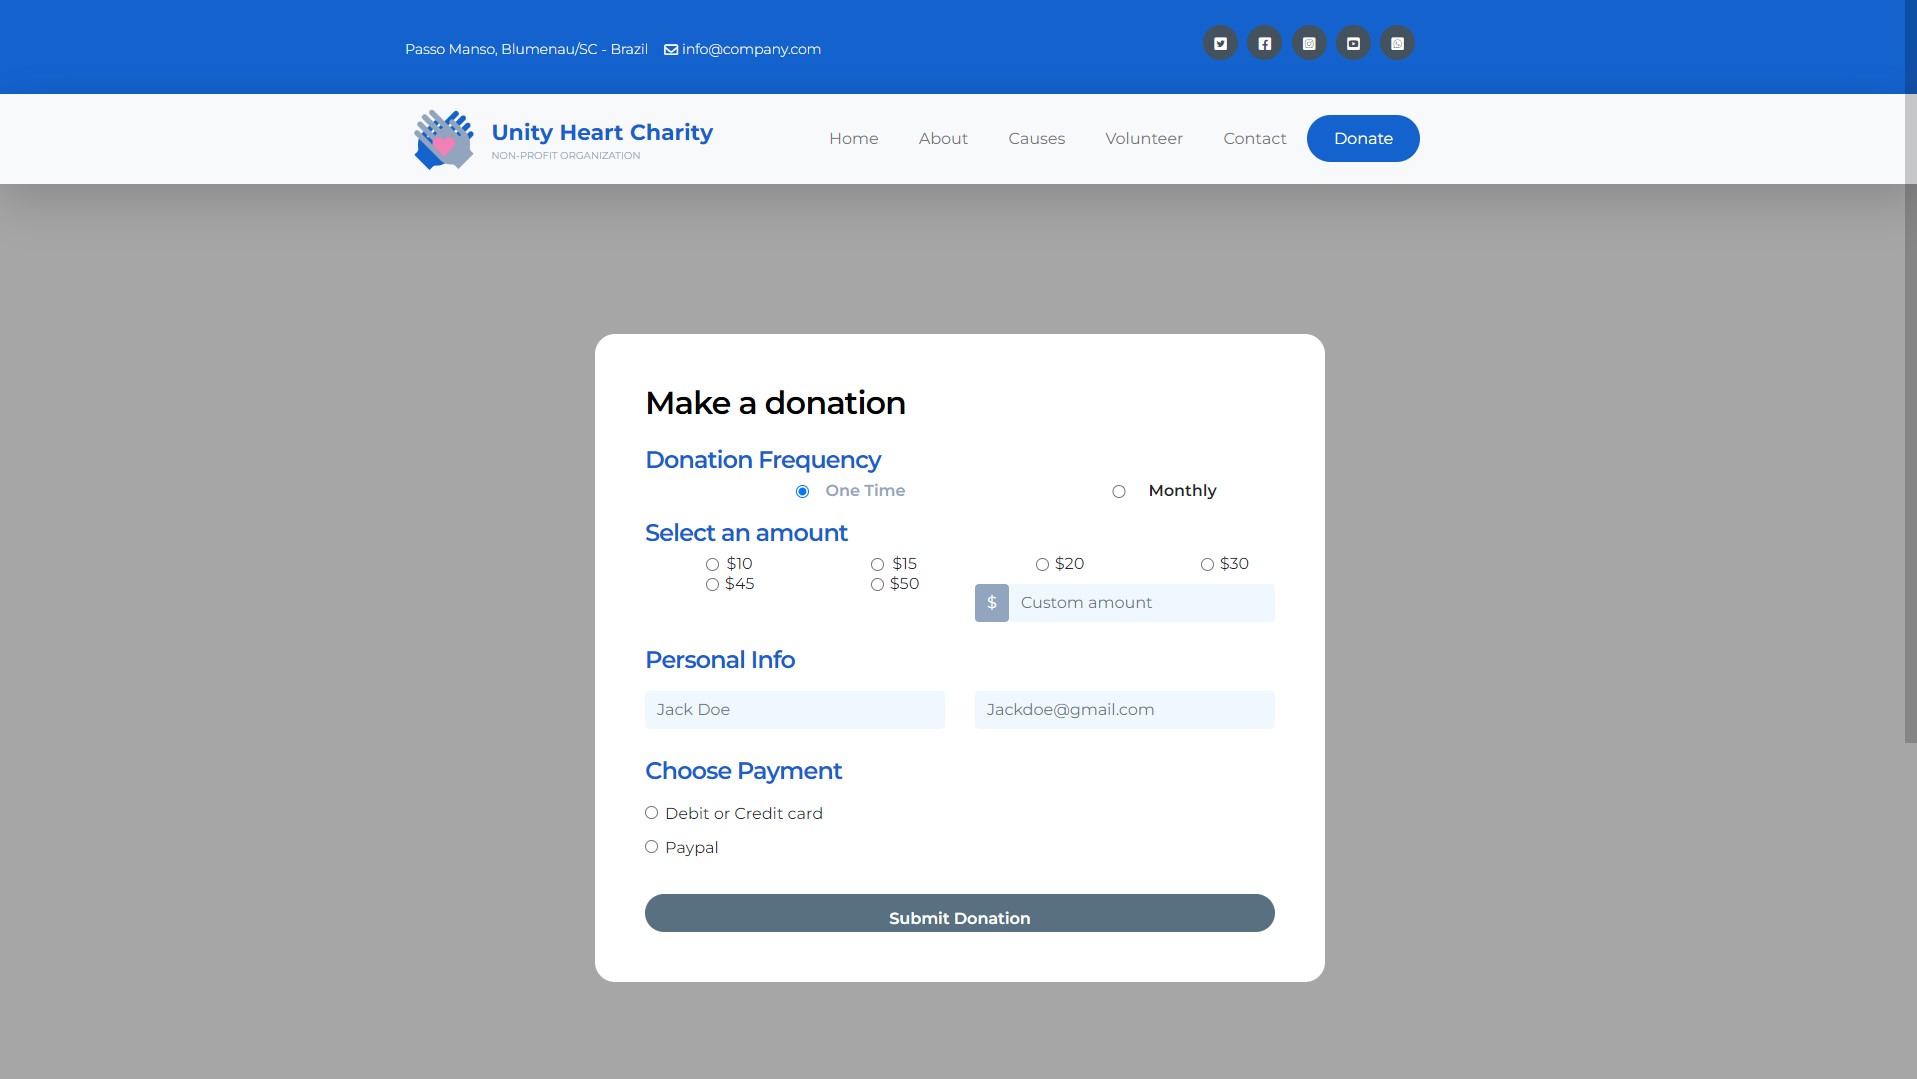 Passo Manso, Blumenau/SC - Brazil info@company.com
Unity Heart Charity
NON-PROFIT ORGANIZATION
Home About Causes Volunteer Contact Donate
Make a donation
Donation Frequency
One Time Monthly
Select an amount
$10 $15 $20 $30
$45 $50
$ Custom amount
Personal Info
Jack Doe Jackdoe@gmail.com
Choose Payment
Debit or Credit card
Paypal
Submit Donation